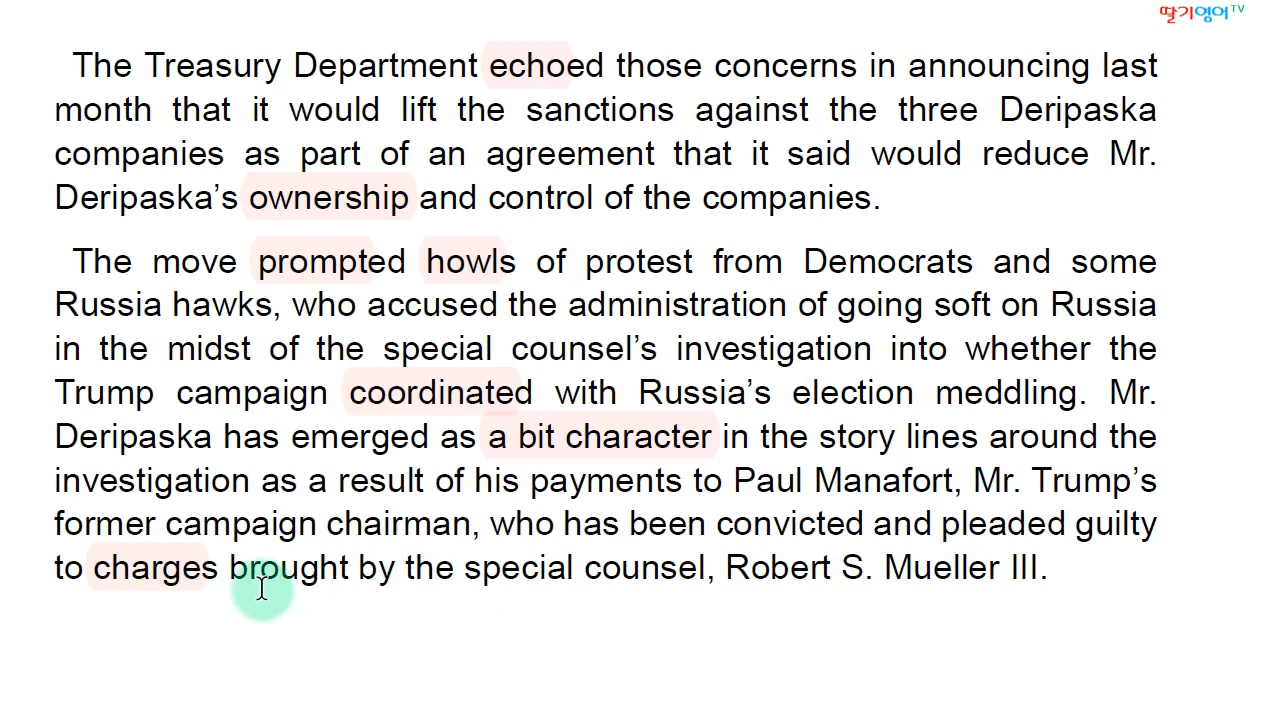 딸기영어TV
The Treasury Department echoed those concerns in announcing last
month that it would lift the sanctions against the three Deripaska
companies as part of an agreement that it said would reduce Mr.
Deripaska’s ownership and control of the companies.
The move prompted howls of protest from Democrats and some
Russia hawks, who accused the administration of going soft on Russia
in the midst of the special counsel’s investigation into whether the
Trump campaign coordinated with Russia’s election meddling. Mr.
Deripaska has emerged as a bit character in the story lines around the
investigation as a result of his payments to Paul Manafort, Mr. Trump’s
former campaign chairman, who has been convicted and pleaded guilty
to charges brought by the special counsel, Robert S. Mueller III.